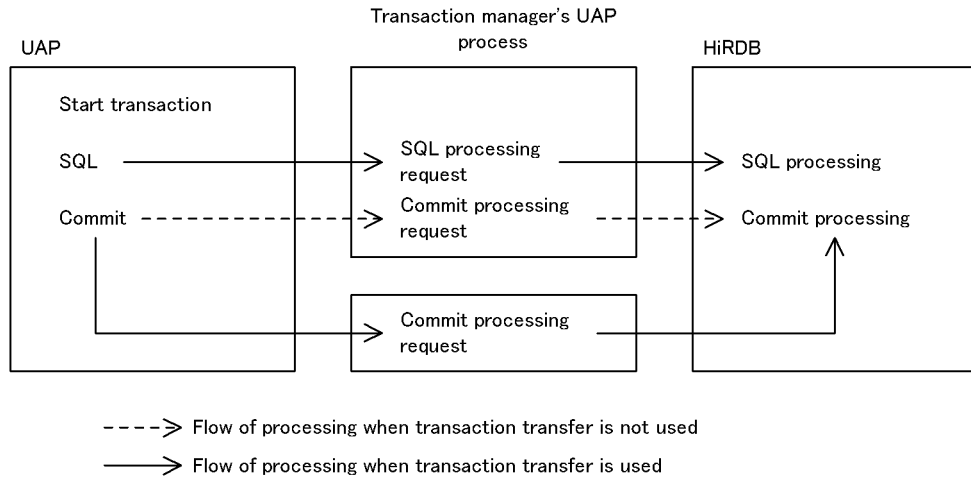 Transaction manager's UAP
process
UAP
HiRDB
Start transaction
SQL
SQL processing
request
SQL processing
Commit
Commit processing
request
Commit processing
Commit processing
request
Flow of processing when transaction transfer is not used
Flow of processing when transaction transfer is used